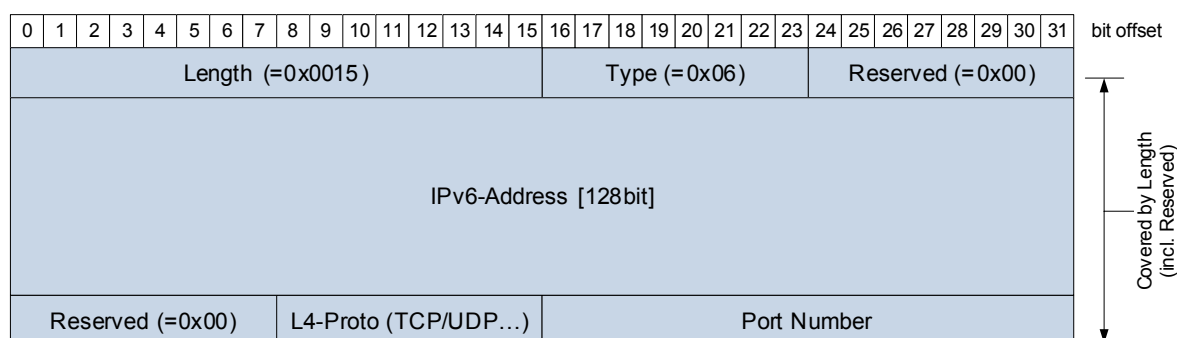 0 1 2 3 4 5 6 7 8 9 10 11 12 13 14 15 16 17 18 19 20 21 22 23 24 25 26 27 28 29 30 31 bit offset
Length (=0x0015) Type (=0x06) Reserved (=0x00)
IPv6-Address [128bit]
Covered by Length
(incl. Reserved)
Reserved (=0x00) L4-Proto (TCP/UDP...) Port Number